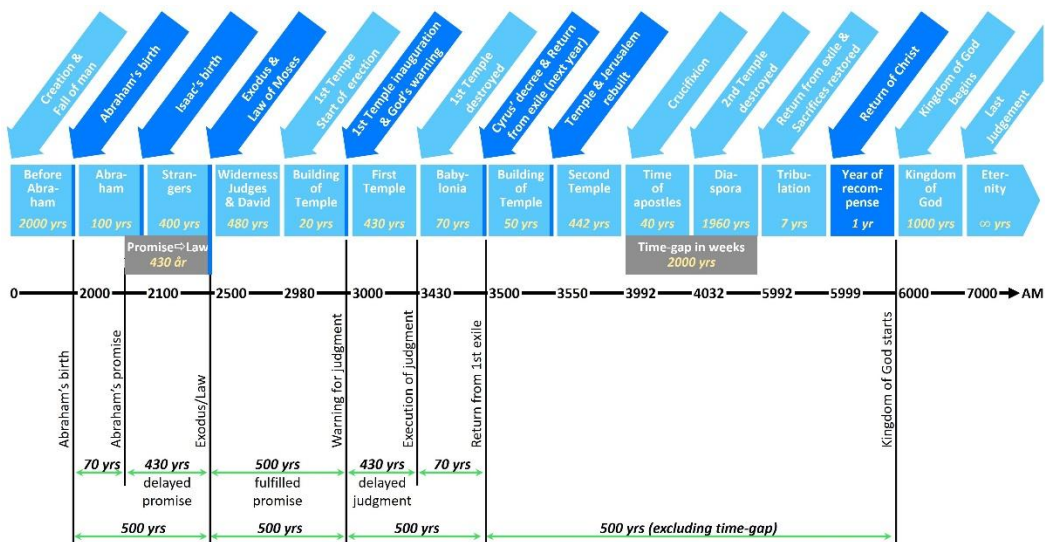 Creation &
Fall of man
Abraham's birth
Isaac's birth
Exodus &
Law of Moses
1st Tempe
Start of erection
1st Temple inauguration
& God's warning
1st Temple
destroyed
Cyrus' decree & Return
from exile (next year)
Temple & Jerusalem
rebuilt
Crucifixion
2nd Temple
destroyed
Return from exile &
Sacrifices restored
Return of Christ
Kingdom of God
begins
Last
Judgement
Before
Abra-
ham
2000 yrs
Abra-
ham
100 yrs
Stran-
gers
400 yrs
Widerness
Judges
& David
480 yrs
Building
of
Temple
20 yrs
First
Temple
430 yrs
Baby-
lonia
70 yrs
Building
of
Temple
50 yrs
Second
Temple
442 yrs
Time
of
apostles
40 yrs
Dia-
spora
1960 yrs
Tribu-
lation
7 yrs
Year of
recom-
pense
1 yr
Kingdom
of
God
1000 yrs
Eter-
nity
∞ yrs
Promise⇨Law
430 år
Time-gap in weeks
2000 yrs
0 2000 2100 2500 2980 3000 3430 3500 3550 3992 4032 5992 5999 6000 7000 AM
Abraham's birth
Abraham's promise
Exodus/Law
Warning for judgment
Execution of judgment
Return from 1st exile
Kingdom of God starts
70 yrs 430 yrs 500 yrs 430 yrs 70 yrs
delayed
promise
fulfilled
promise
delayed
judgment
500 yrs 500 yrs 500 yrs 500 yrs (excluding time-gap)